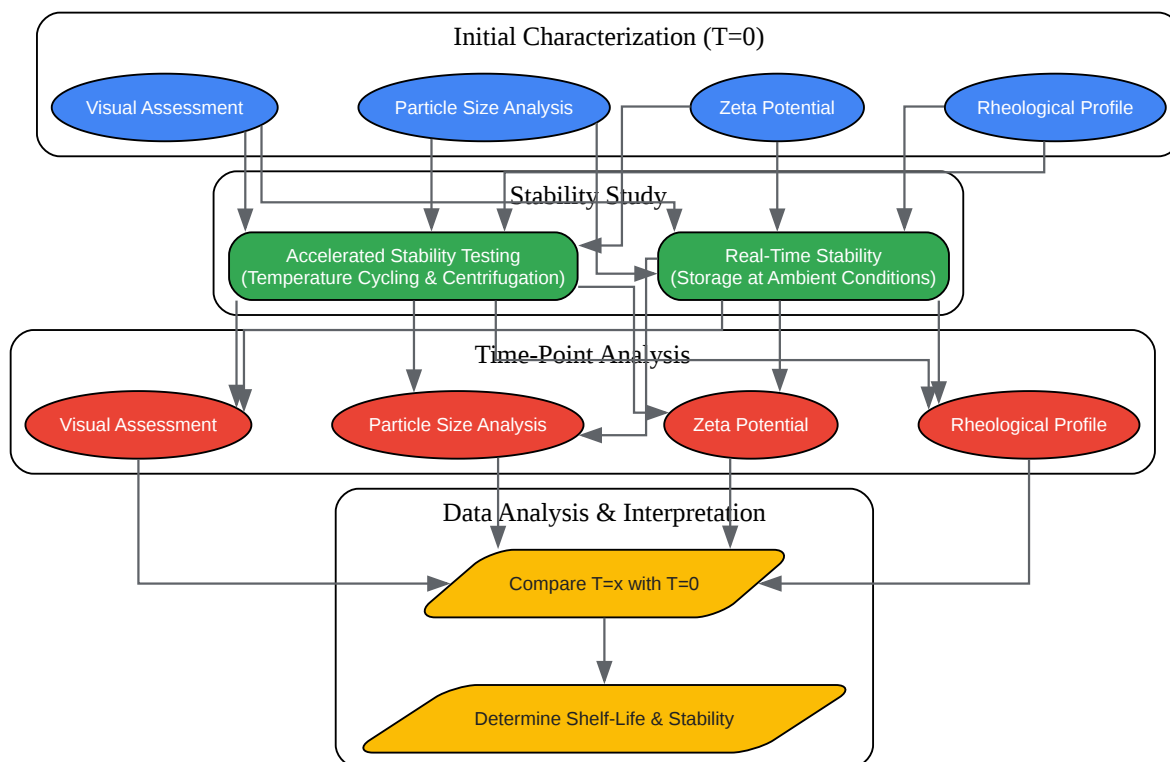 Initial Characterization (T=0)
Visual Assessment
Particle Size Analysis
Zeta Potential
Rheological Profile
Stability Study
Accelerated Stability Testing
(Temperature Cycling & Centrifugation)
Real-Time Stability
(Storage at Ambient Conditions)
Time-Point Analysis
Visual Assessment
Particle Size Analysis
Zeta Potential
Rheological Profile
Data Analysis & Interpretation
Compare T=x with T=0
Determine Shelf-Life & Stability